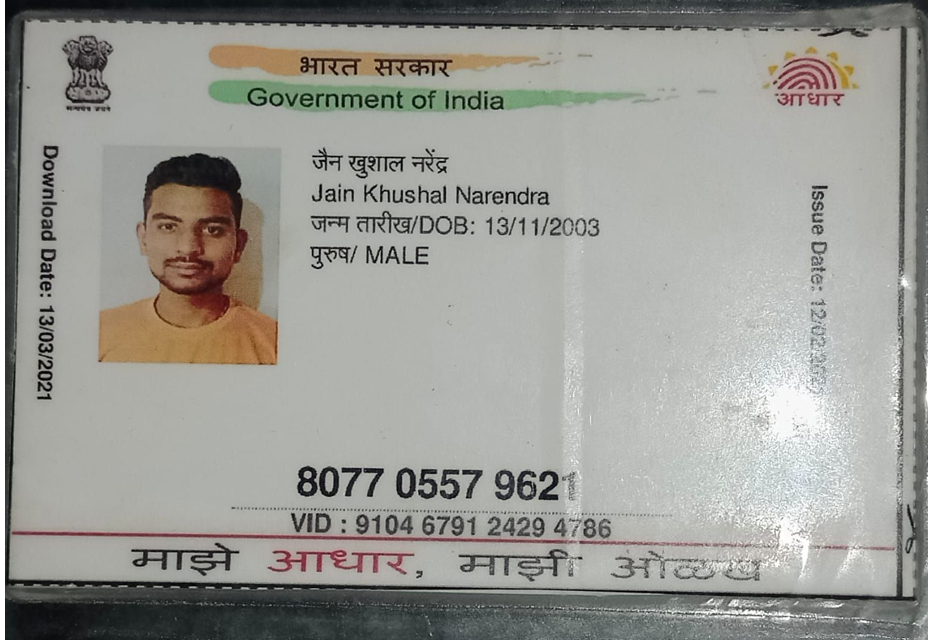 भारत सरकार
Government of India
आधार
Download Date: 13/03/2021
जैन खुशाल नरेंद्र
Jain Khushal Narendra
जन्म तारीख/DOB: 13/11/2003
पुरुष/ MALE
Issue Date: 12/02/
8077 0557 9621
VID : 9104 6791 2429 4786
माझे आधार, माझी ओळख